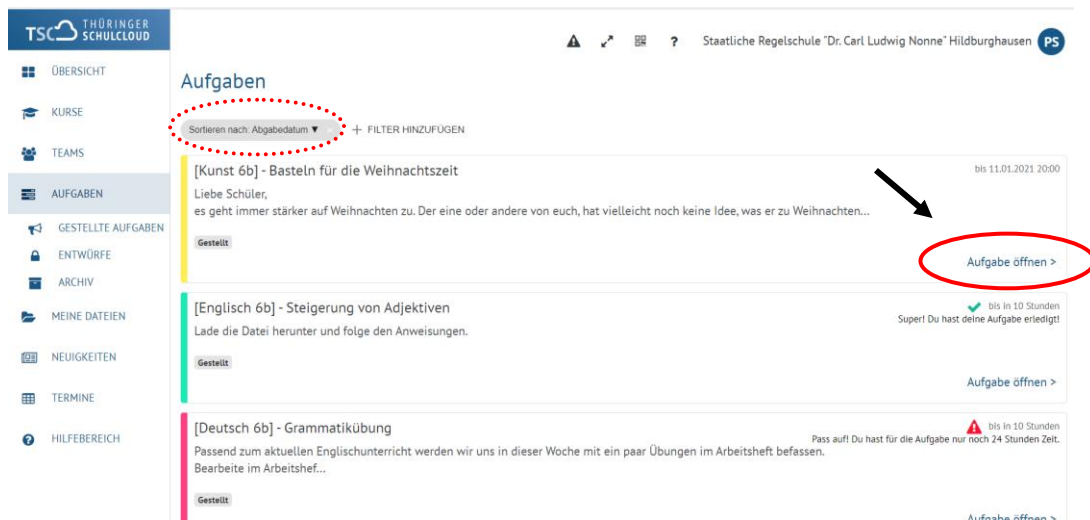 TSC THÜRINGER
SCHULCLOUD
Staatliche Regelschule "Dr. Carl Ludwig Nonne" Hildburghausen PS
ÜBERSICHT
KURSE
TEAMS
AUFGABEN
GESTELLTE AUFGABEN
ENTWÜRFE
ARCHIV
MEINE DATEIEN
NEUIGKEITEN
TERMINE
HILFEBEREICH
Aufgaben
Sortieren nach: Abgabedatum ▼ + FILTER HINZUFÜGEN
[Kunst 6b] - Basteln für die Weihnachtszeit
bis 11.01.2021 20:00
Liebe Schüler,
es geht immer stärker auf Weihnachten zu. Der eine oder andere von euch, hat vielleicht noch keine Idee, was er zu Weihnachten...
Gestellt
Aufgabe öffnen >
[Englisch 6b] - Steigerung von Adjektiven
bis in 10 Stunden
Super! Du hast deine Aufgabe erledigt!
Lade die Datei herunter und folge den Anweisungen.
Gestellt
Aufgabe öffnen >
[Deutsch 6b] - Grammatikübung
bis in 10 Stunden
Pass auf! Du hast für die Aufgabe nur noch 24 Stunden Zeit.
Passend zum aktuellen Englischunterricht werden wir uns in dieser Woche mit ein paar Übungen im Arbeitsheft befassen.
Bearbeite im Arbeitshef...
Gestellt
Aufgabe öffnen >